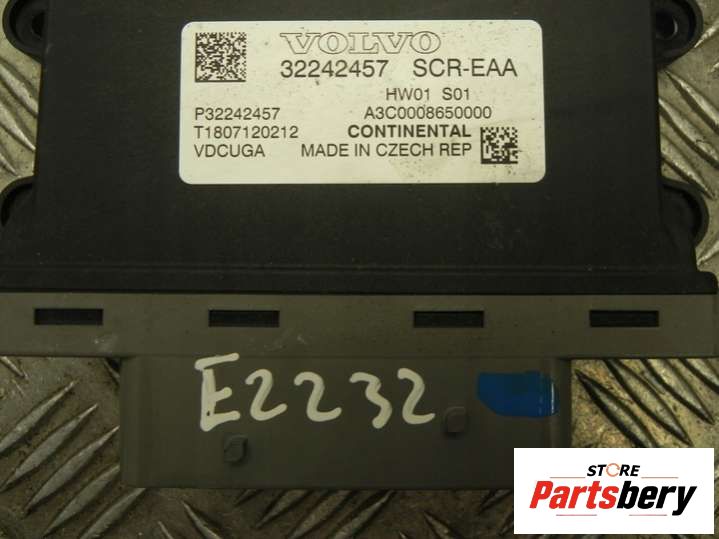 VOLVO
32242457 SCR-EAA
HW01 S01
P32242457 A3C0008650000
T1807120212 CONTINENTAL
VDCUGA MADE IN CZECH REP
E2232
STORE
Partsbery